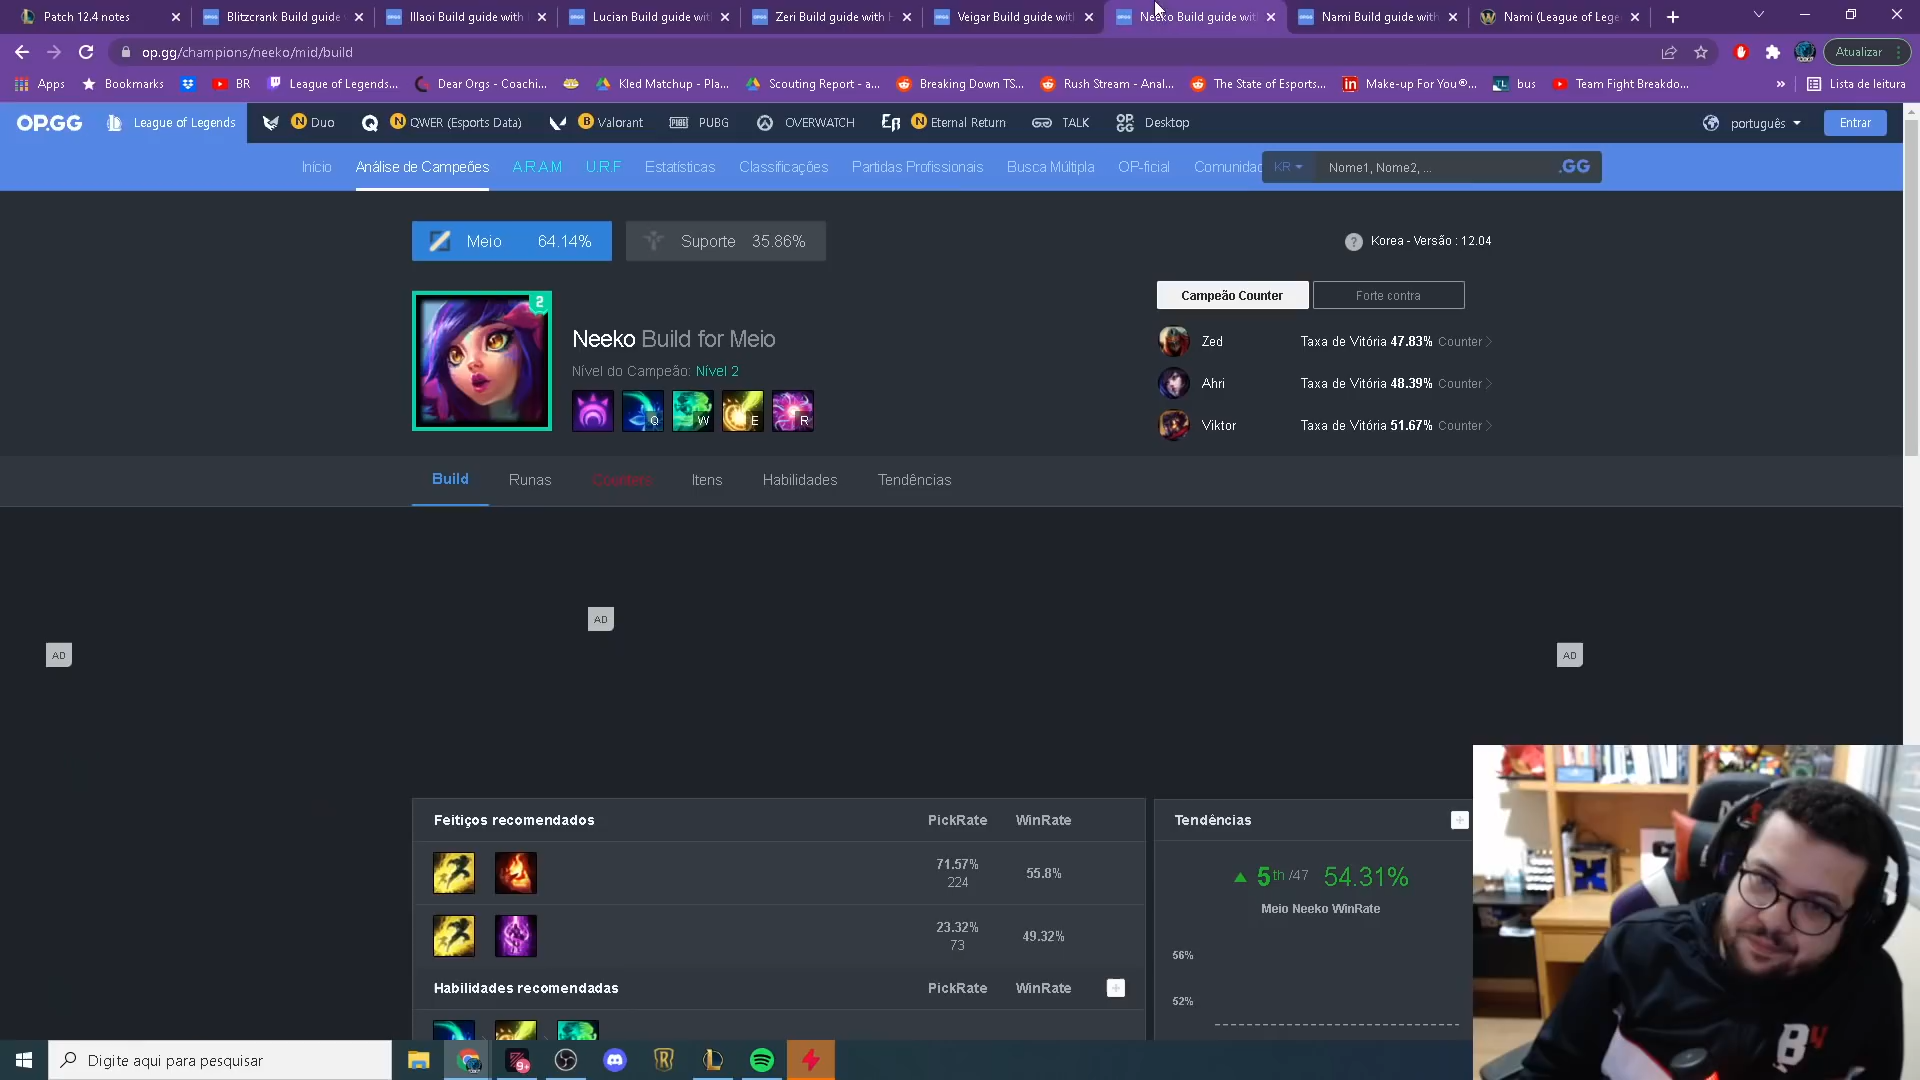 Patch 12.4 notes
Blitzcrank Build guide
Illaoi Build guide with
Lucian Build guide wit
Zeri Build guide with
Veigar Build guide wit
Neeko Build guide wit
Nami Build guide with
Nami (League of Lege
op.gg/champions/neeko/mid/build
Atualizar
Apps
Bookmarks
BR
League of Legends...
Dear Orgs - Coachi...
Kled Matchup - Pla...
Scouting Report - a...
Breaking Down TS...
Rush Stream - Anal...
The State of Esports...
Make-up For You®...
bus
Team Fight Breakdo...
»
Lista de leitura
OP.GG
League of Legends
N Duo
N QWER (Esports Data)
B Valorant
PUBG
OVERWATCH
N Eternal Return
TALK
Desktop
português
Entrar
Início
Análise de Campeões
A.R.A.M
U.R.F
Estatísticas
Classificações
Partidas Profissionais
Busca Múltipla
OP-ficial
Comunidad
KR
Nome1, Nome2, ...
.GG
Meio 64.14%
Suporte 35.86%
? Korea - Versão : 12.04
Campeão Counter
Forte contra
2
Neeko Build for Meio
Nível do Campeão: Nível 2
Q
W
E
R
Zed Taxa de Vitória 47.83% Counter
Ahri Taxa de Vitória 48.39% Counter
Viktor Taxa de Vitória 51.67% Counter
Build
Runas
Counters
Itens
Habilidades
Tendências
AD
AD
AD
Feitiços recomendados PickRate WinRate
71.57%
224
55.8%
23.32%
73
49.32%
Habilidades recomendadas PickRate WinRate
Tendências
5th /47 54.31%
Meio Neeko WinRate
56%
52%
Digite aqui para pesquisar
9+